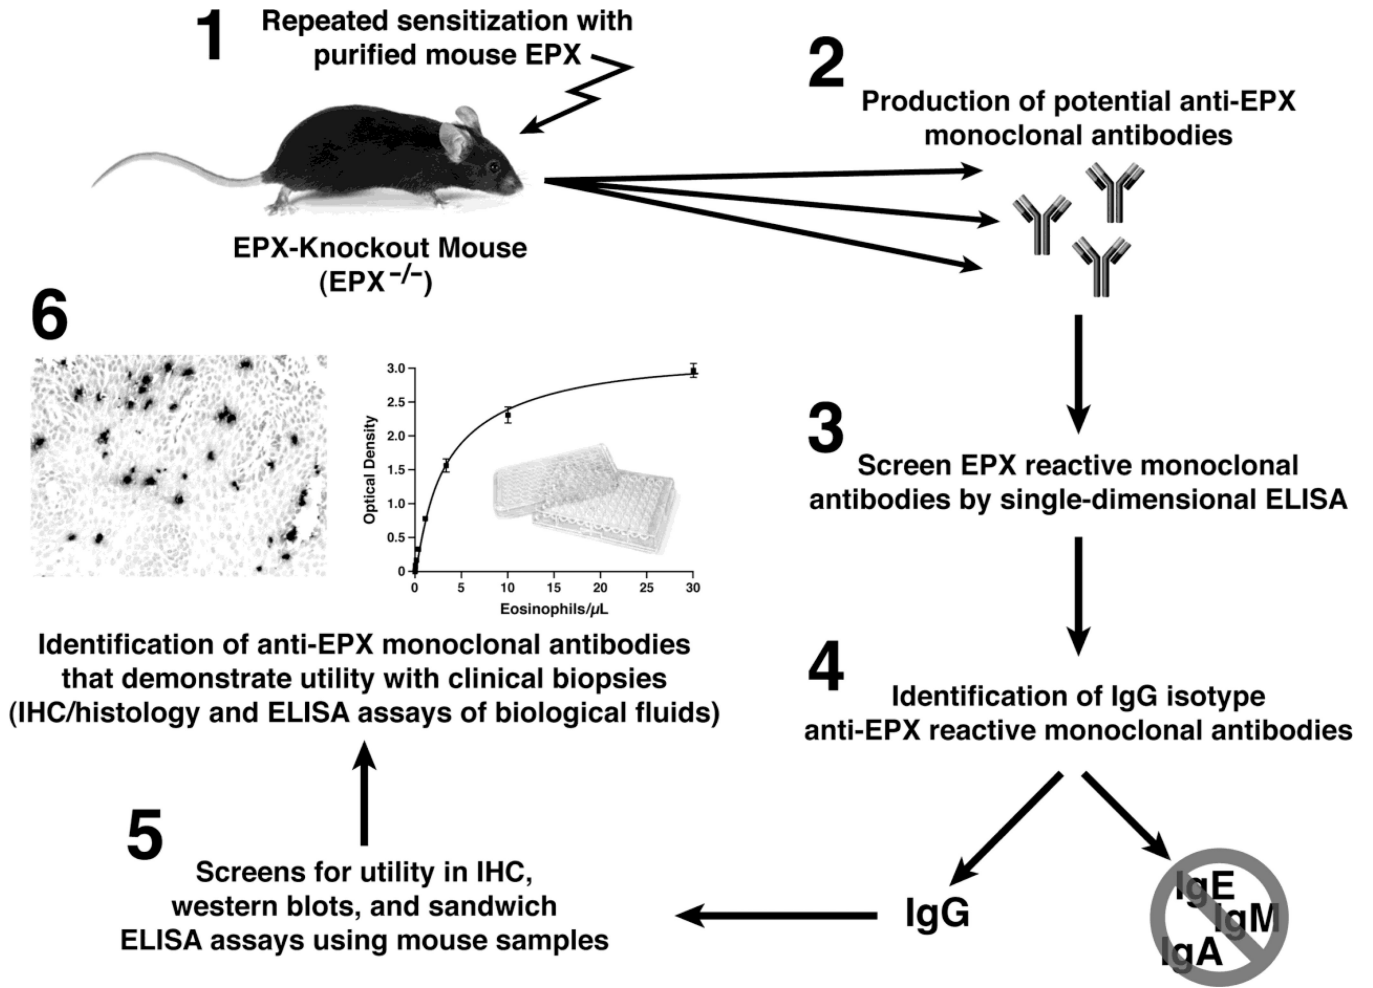 1
Repeated sensitization with
purified mouse EPX
EPX-Knockout Mouse
(EPX−/−)
2
Production of potential anti-EPX
monoclonal antibodies
3
Screen EPX reactive monoclonal
antibodies by single-dimensional ELISA
4
Identification of IgG isotype
anti-EPX reactive monoclonal antibodies
IgG
IgE
IgM
IgA
5
Screens for utility in IHC,
western blots, and sandwich
ELISA assays using mouse samples
6
3.0
2.5
2.0
1.5
1.0
0.5
0
Optical Density
0 5 10 15 20 25 30
Eosinophils/µL
Identification of anti-EPX monoclonal antibodies
that demonstrate utility with clinical biopsies
(IHC/histology and ELISA assays of biological fluids)